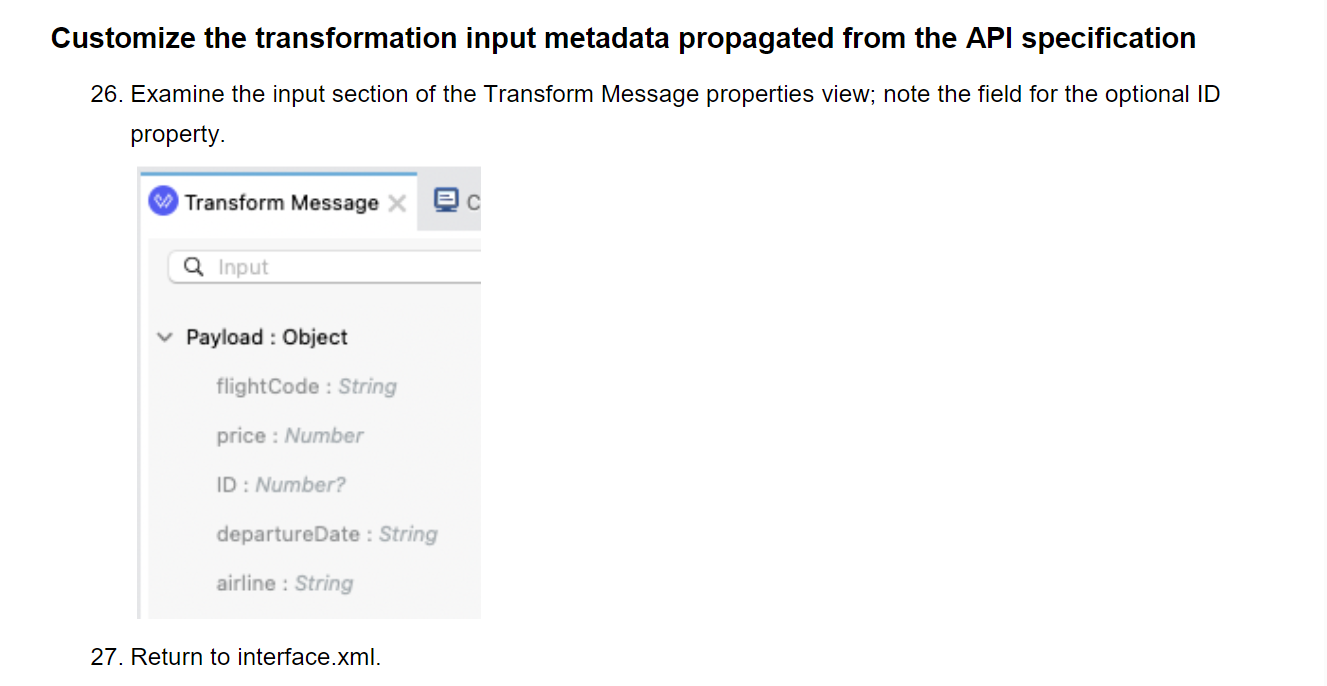 Customize the transformation input metadata propagated from the API specification
26. Examine the input section of the Transform Message properties view; note the field for the optional ID
property.
Transform Message C
Input
Payload : Object
flightCode : String
price : Number
ID : Number?
departureDate : String
airline : String
27. Return to interface.xml.